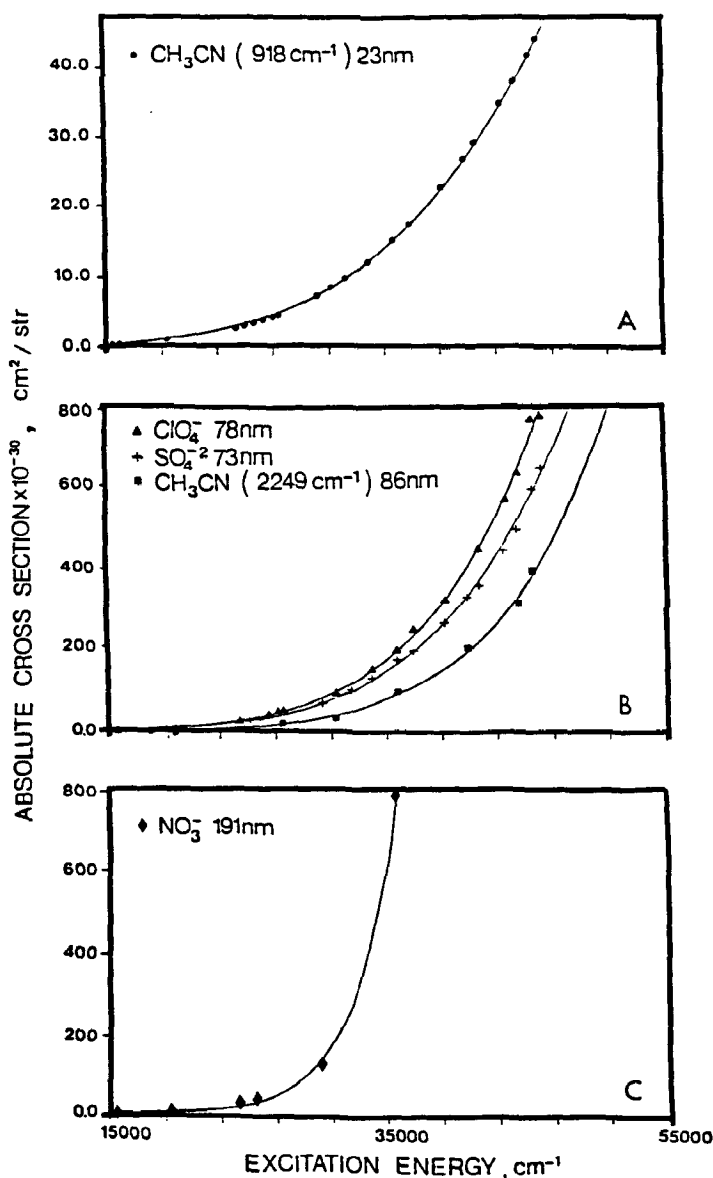 • CH₃CN ( 918 cm⁻¹ ) 23nm
40.0
30.0
20.0
10.0
0.0
A
▲ ClO₄⁻ 78nm
+ SO₄⁻² 73nm
■ CH₃CN ( 2249 cm⁻¹ ) 86nm
800
600
400
200
0.0
B
♦ NO₃⁻ 191nm
800
600
400
200
0.0
C
15000
35000
55000
EXCITATION ENERGY, cm⁻¹
ABSOLUTE CROSS SECTION×10⁻³⁰, cm²/str